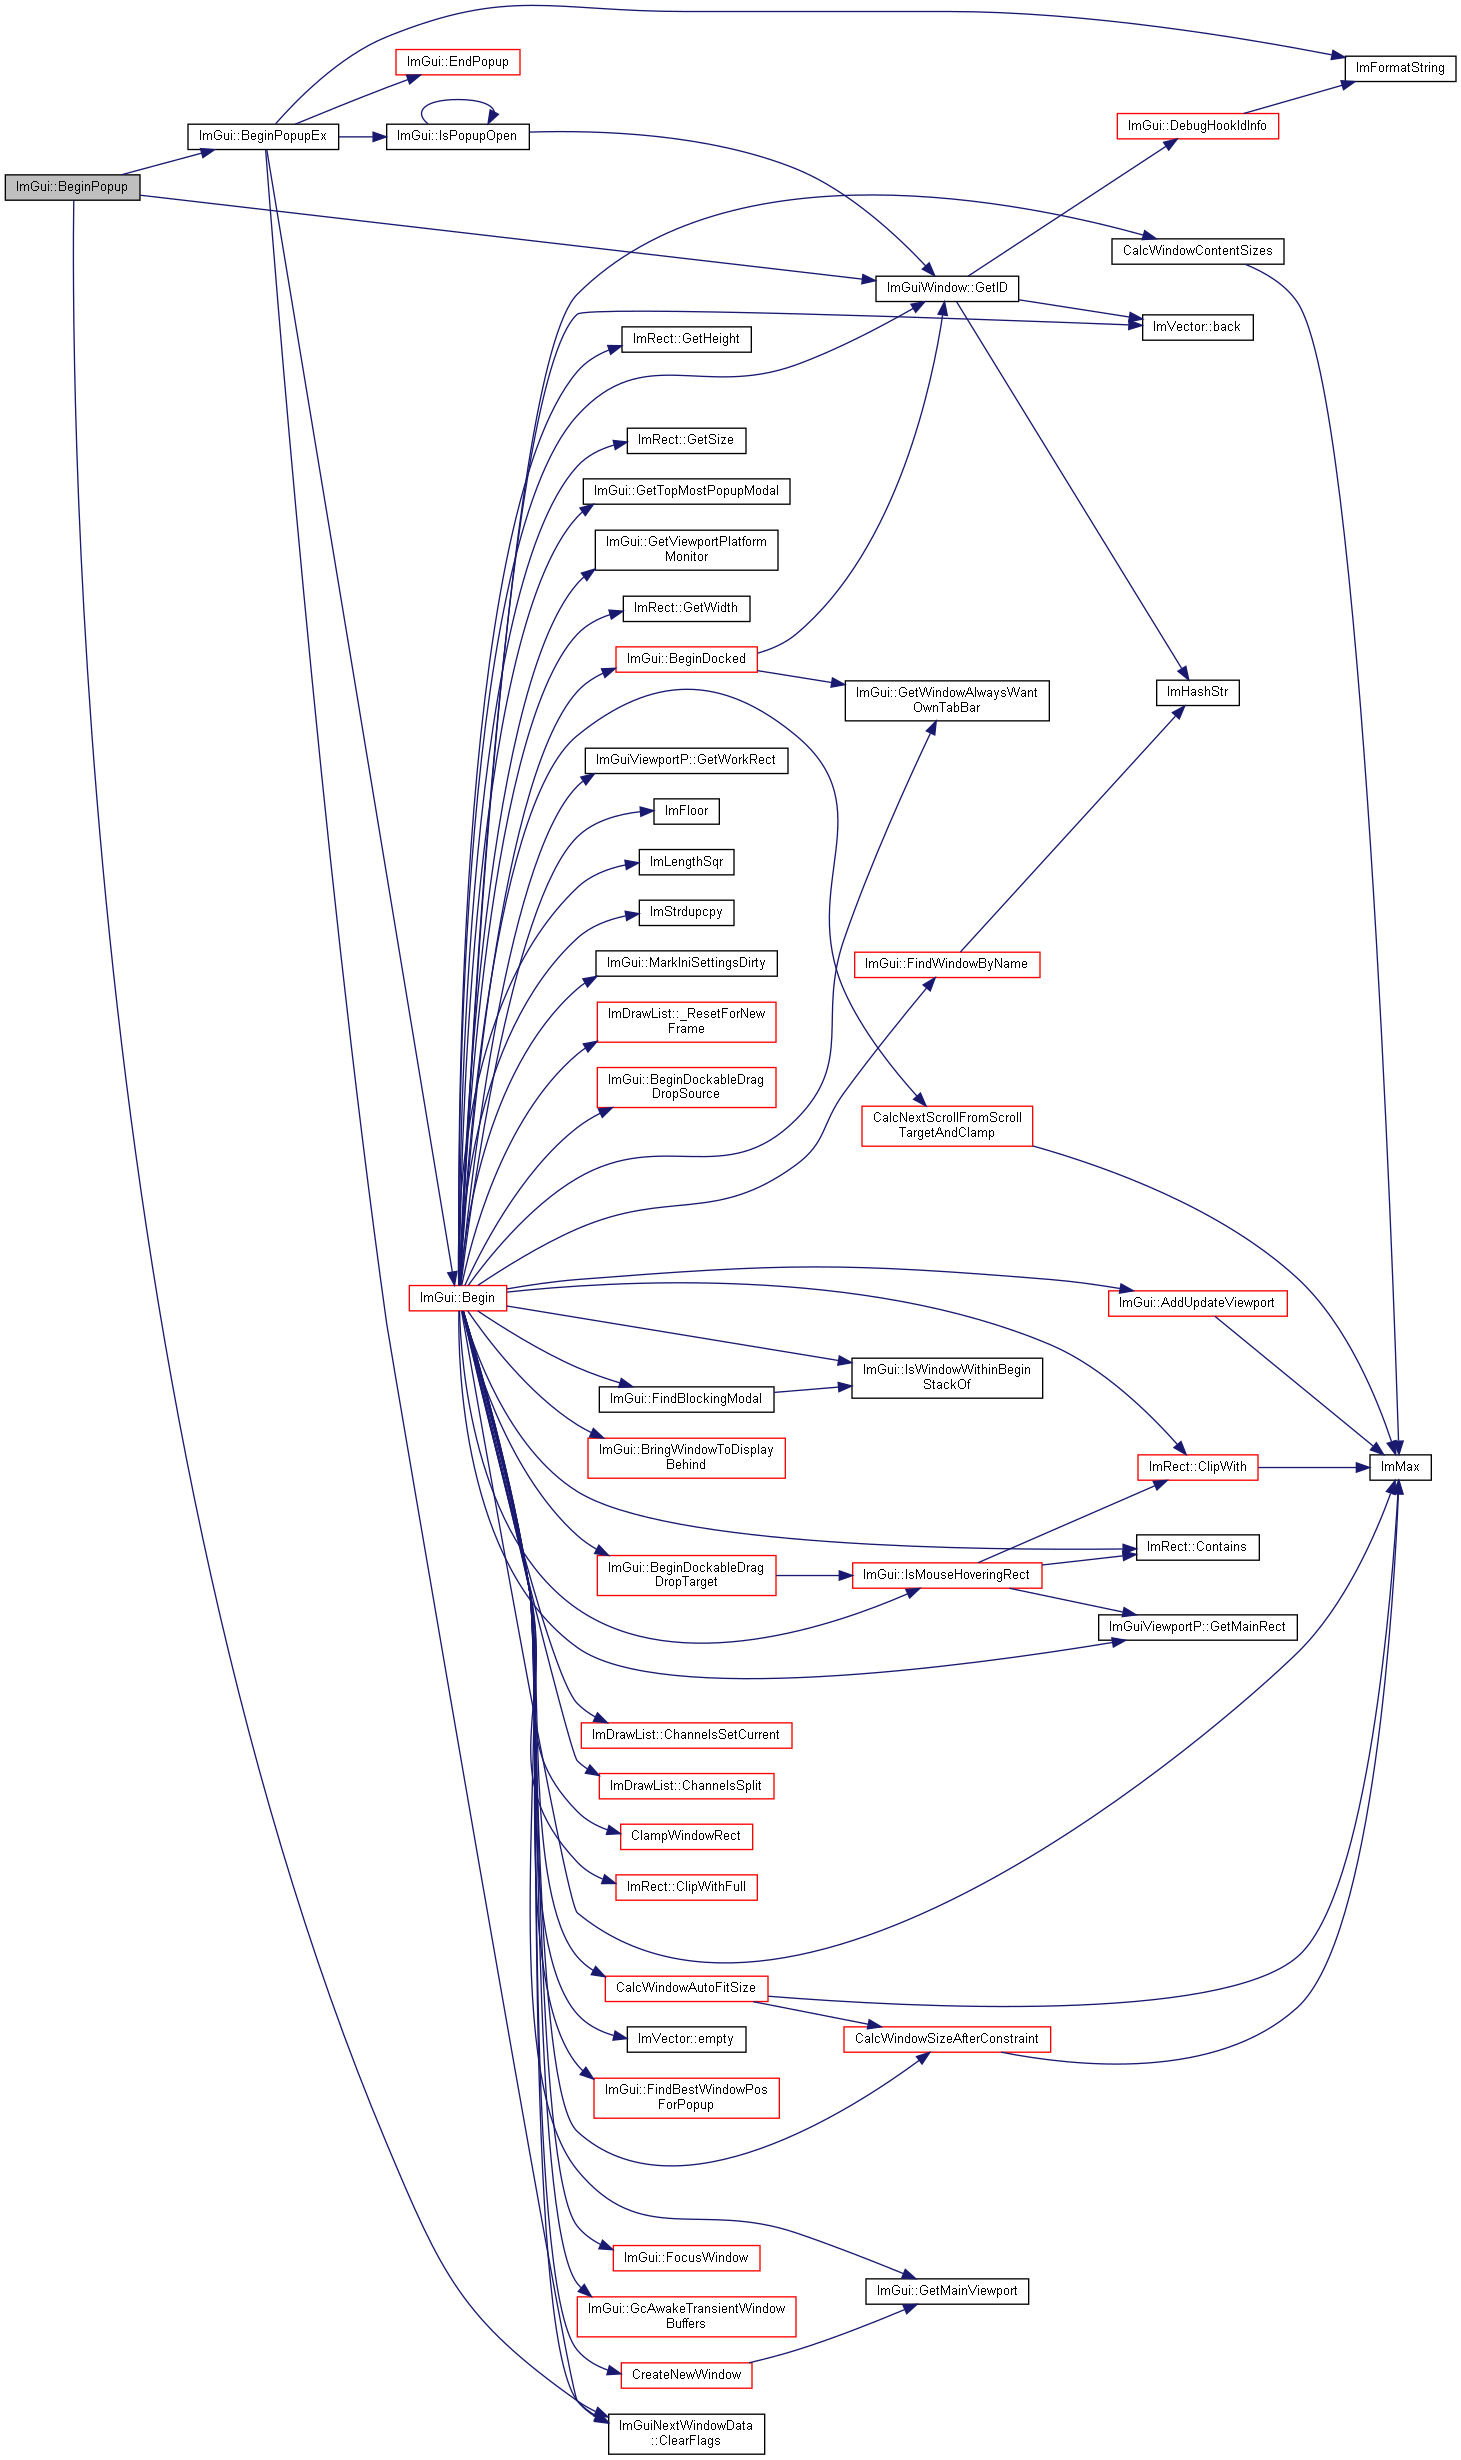 ImGui::BeginPopup
ImGui::BeginPopupEx
ImGui::EndPopup
ImGui::IsPopupOpen
ImFormatString
ImGui::DebugHookIdInfo
CalcWindowContentSizes
ImGuiWindow::GetID
ImVector::back
ImRect::GetHeight
ImRect::GetSize
ImGui::GetTopMostPopupModal
ImGui::GetViewportPlatform
Monitor
ImRect::GetWidth
ImGui::BeginDocked
ImGui::GetWindowAlwaysWant
OwnTabBar
ImHashStr
ImGuiViewportP::GetWorkRect
ImFloor
ImLengthSqr
ImStrdupcpy
ImGui::MarkIniSettingsDirty
ImGui::FindWindowByName
ImDrawList::_ResetForNew
Frame
ImGui::BeginDockableDrag
DropSource
CalcNextScrollFromScroll
TargetAndClamp
ImGui::Begin
ImGui::AddUpdateViewport
ImGui::IsWindowWithinBegin
StackOf
ImGui::FindBlockingModal
ImGui::BringWindowToDisplay
Behind
ImRect::ClipWith
ImMax
ImRect::Contains
ImGui::BeginDockableDrag
DropTarget
ImGui::IsMouseHoveringRect
ImGuiViewportP::GetMainRect
ImDrawList::ChannelsSetCurrent
ImDrawList::ChannelsSplit
ClampWindowRect
ImRect::ClipWithFull
CalcWindowAutoFitSize
ImVector::empty
CalcWindowSizeAfterConstraint
ImGui::FindBestWindowPos
ForPopup
ImGui::FocusWindow
ImGui::GetMainViewport
ImGui::GcAwakeTransientWindow
Buffers
CreateNewWindow
ImGuiNextWindowData
::ClearFlags